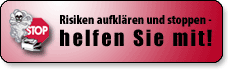 STOP
Risiken aufklären und stoppen -
helfen Sie mit!